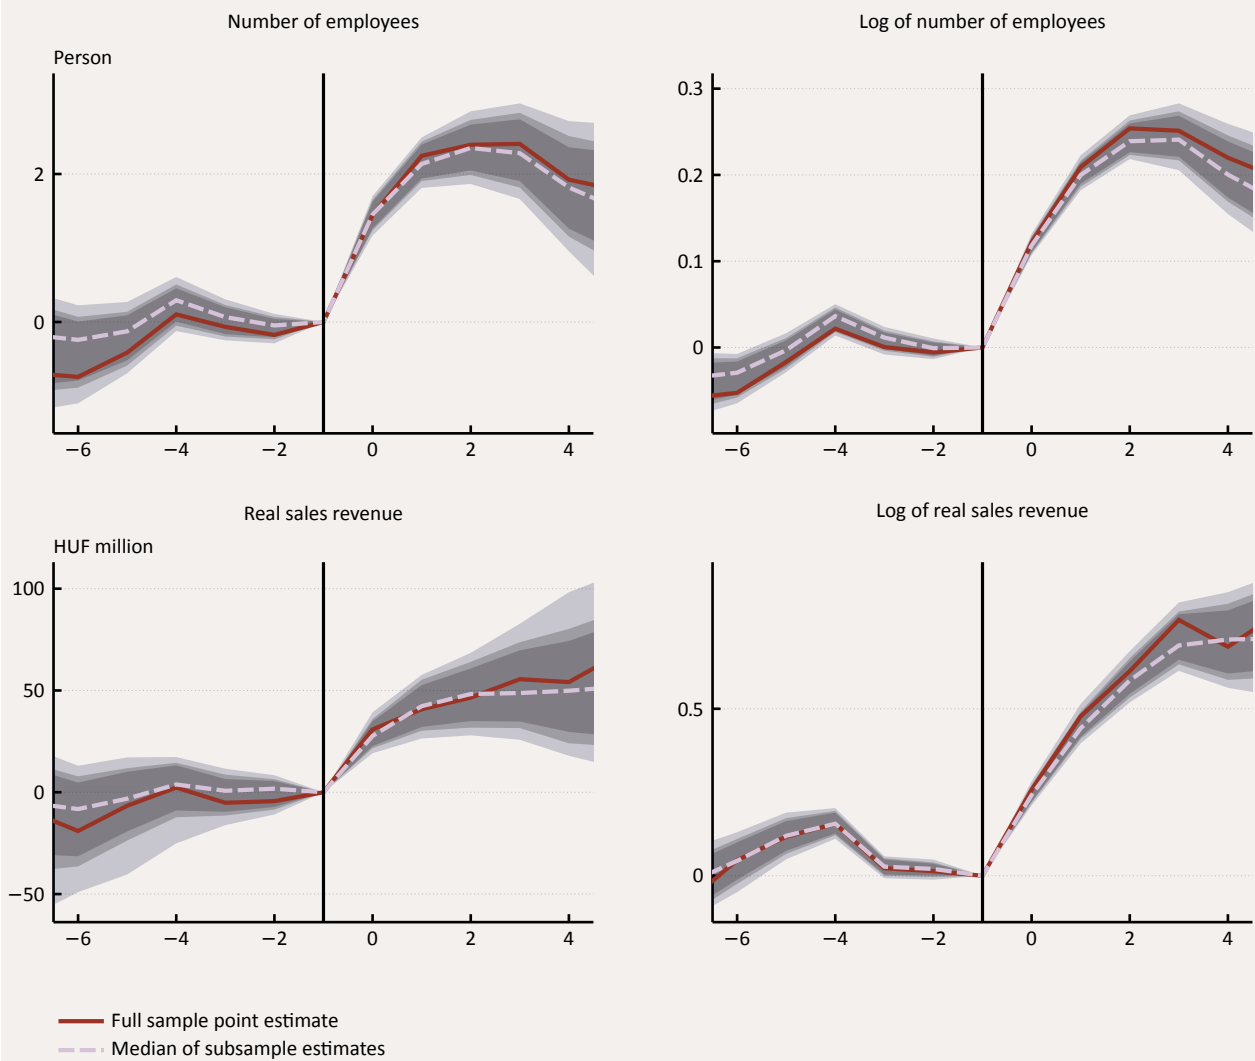 Number of employees
Person
2
0
−6 −4 −2 0 2 4
Log of number of employees
0.3
0.2
0.1
0
−6 −4 −2 0 2 4
Real sales revenue
HUF million
100
50
0
−50
−6 −4 −2 0 2 4
Log of real sales revenue
0.5
0
−6 −4 −2 0 2 4
Full sample point estimate
Median of subsample estimates